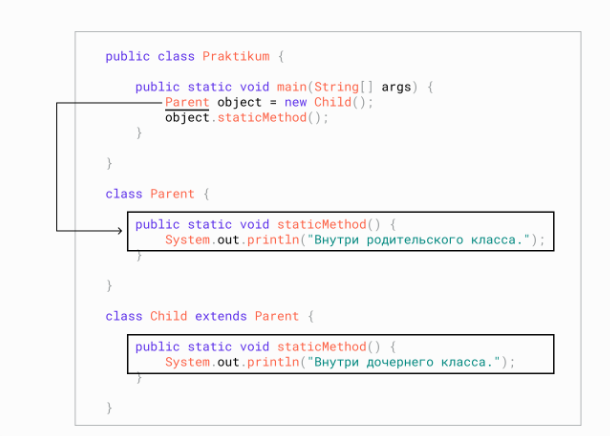 public class Praktikum {
public static void main(String[] args) {
Parent object = new Child();
object.staticMethod();
}
}
class Parent {
public static void staticMethod() {
System.out.println("Внутри родительского класса.");
}
}
class Child extends Parent {
public static void staticMethod() {
System.out.println("Внутри дочернего класса.");
}
}